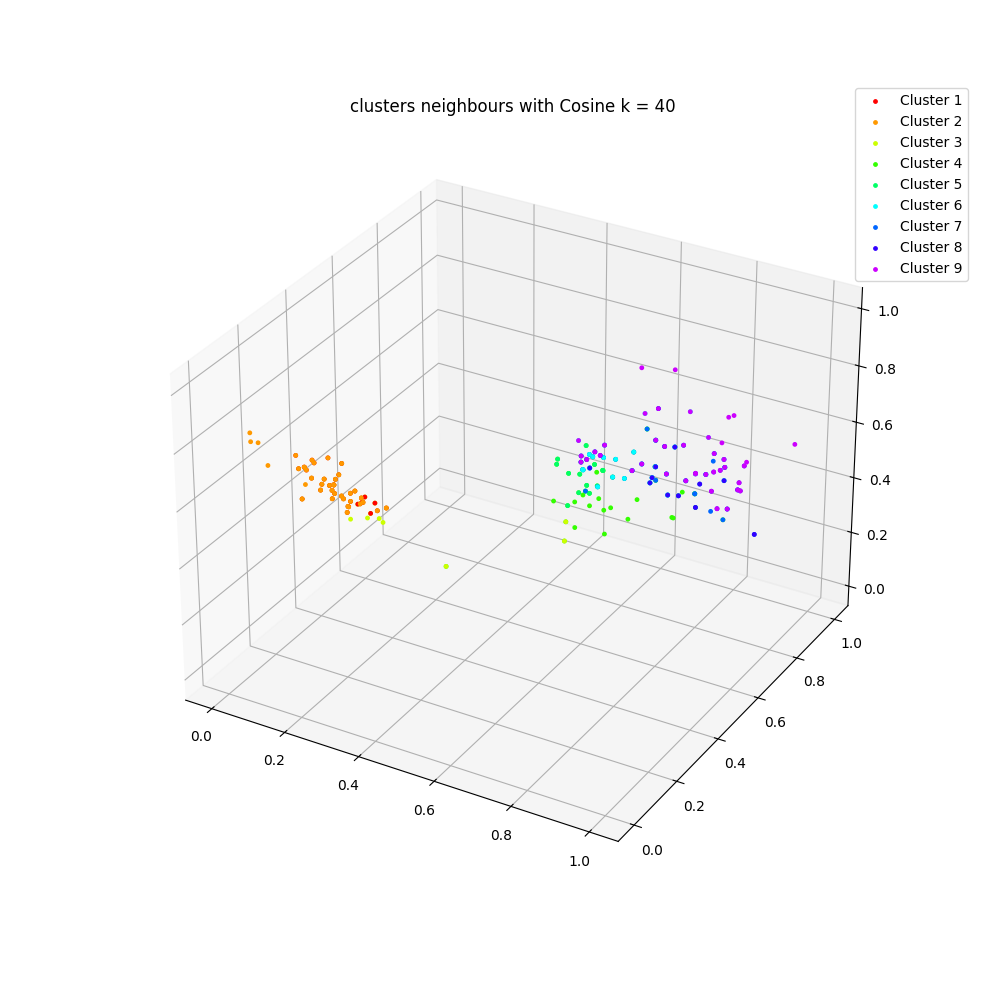 clusters neighbours with Cosine k = 40
Cluster 1
Cluster 2
Cluster 3
Cluster 4
Cluster 5
Cluster 6
Cluster 7
Cluster 8
Cluster 9
1.0
0.8
0.6
0.4
0.2
0.0
1.0
0.8
0.6
0.4
0.2
0.0
0.0
0.2
0.4
0.6
0.8
1.0